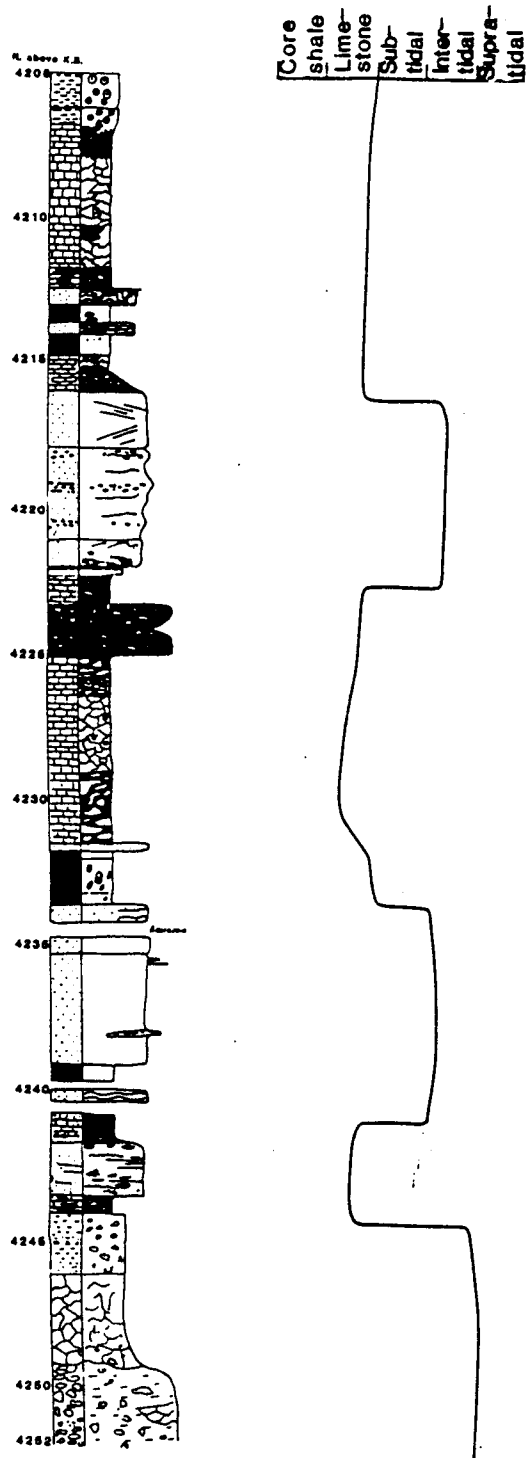 Core
shale
Lime-
stone
Sub-
tidal
Inter-
tidal
Supra-
tidal
ft. above K.B.
4205
4210
4215
4220
4225
4230
4235
4240
4245
4250
4252